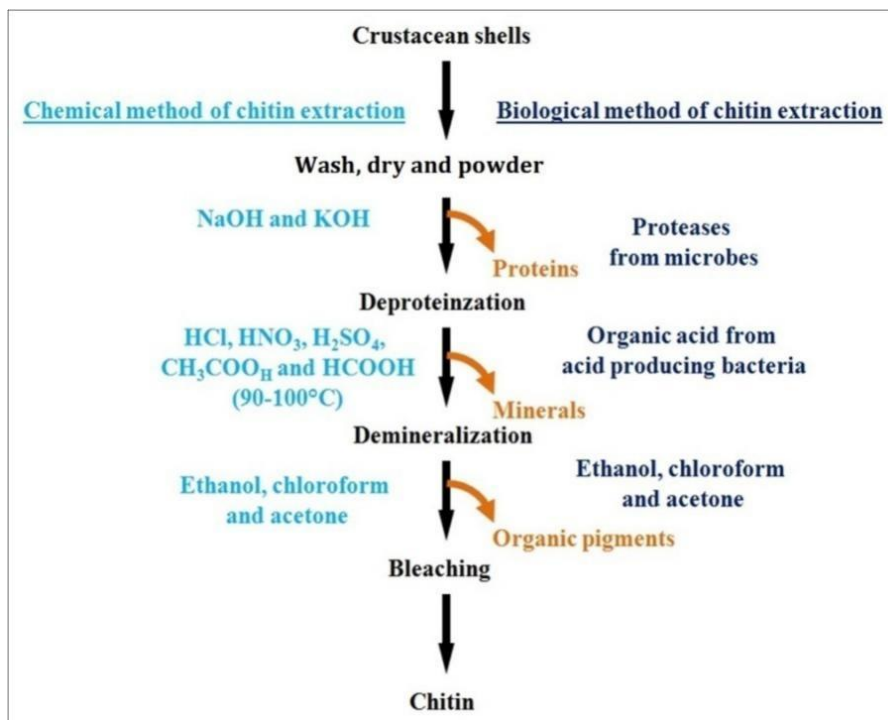 Crustacean shells
Chemical method of chitin extraction
Biological method of chitin extraction
Wash, dry and powder
NaOH and KOH
Proteases
from microbes
Proteins
Deproteinzation
HCl, HNO₃, H₂SO₄,
CH₃COOH and HCOOH
(90-100°C)
Organic acid from
acid producing bacteria
Minerals
Demineralization
Ethanol, chloroform
and acetone
Ethanol, chloroform
and acetone
Organic pigments
Bleaching
Chitin